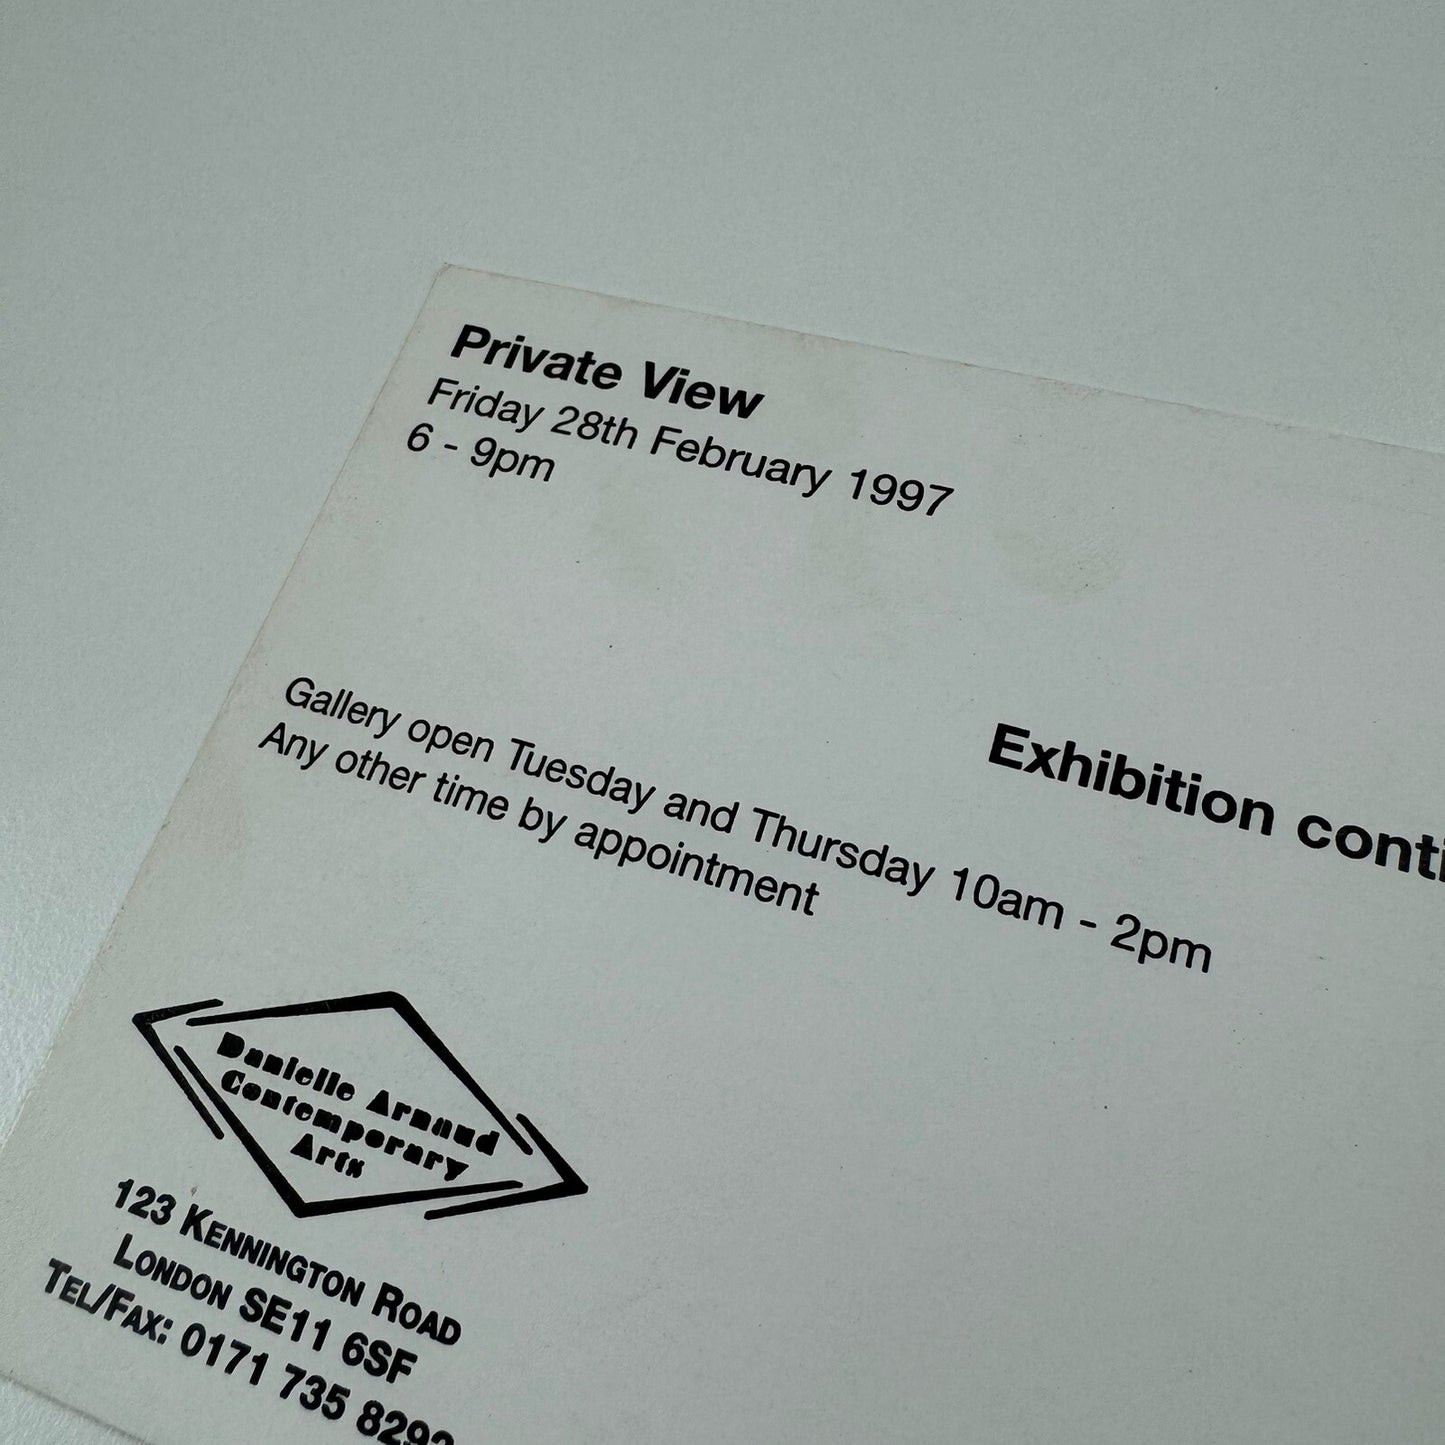 Private View
Friday 28th February 1997
6 - 9pm
Exhibition conti
Gallery open Tuesday and Thursday 10am - 2pm
Any other time by appointment
Danielle Arnaud
Contemporary
Arts
123 KENNINGTON ROAD
LONDON SE11 6SF
TEL/FAX: 0171 735 8292